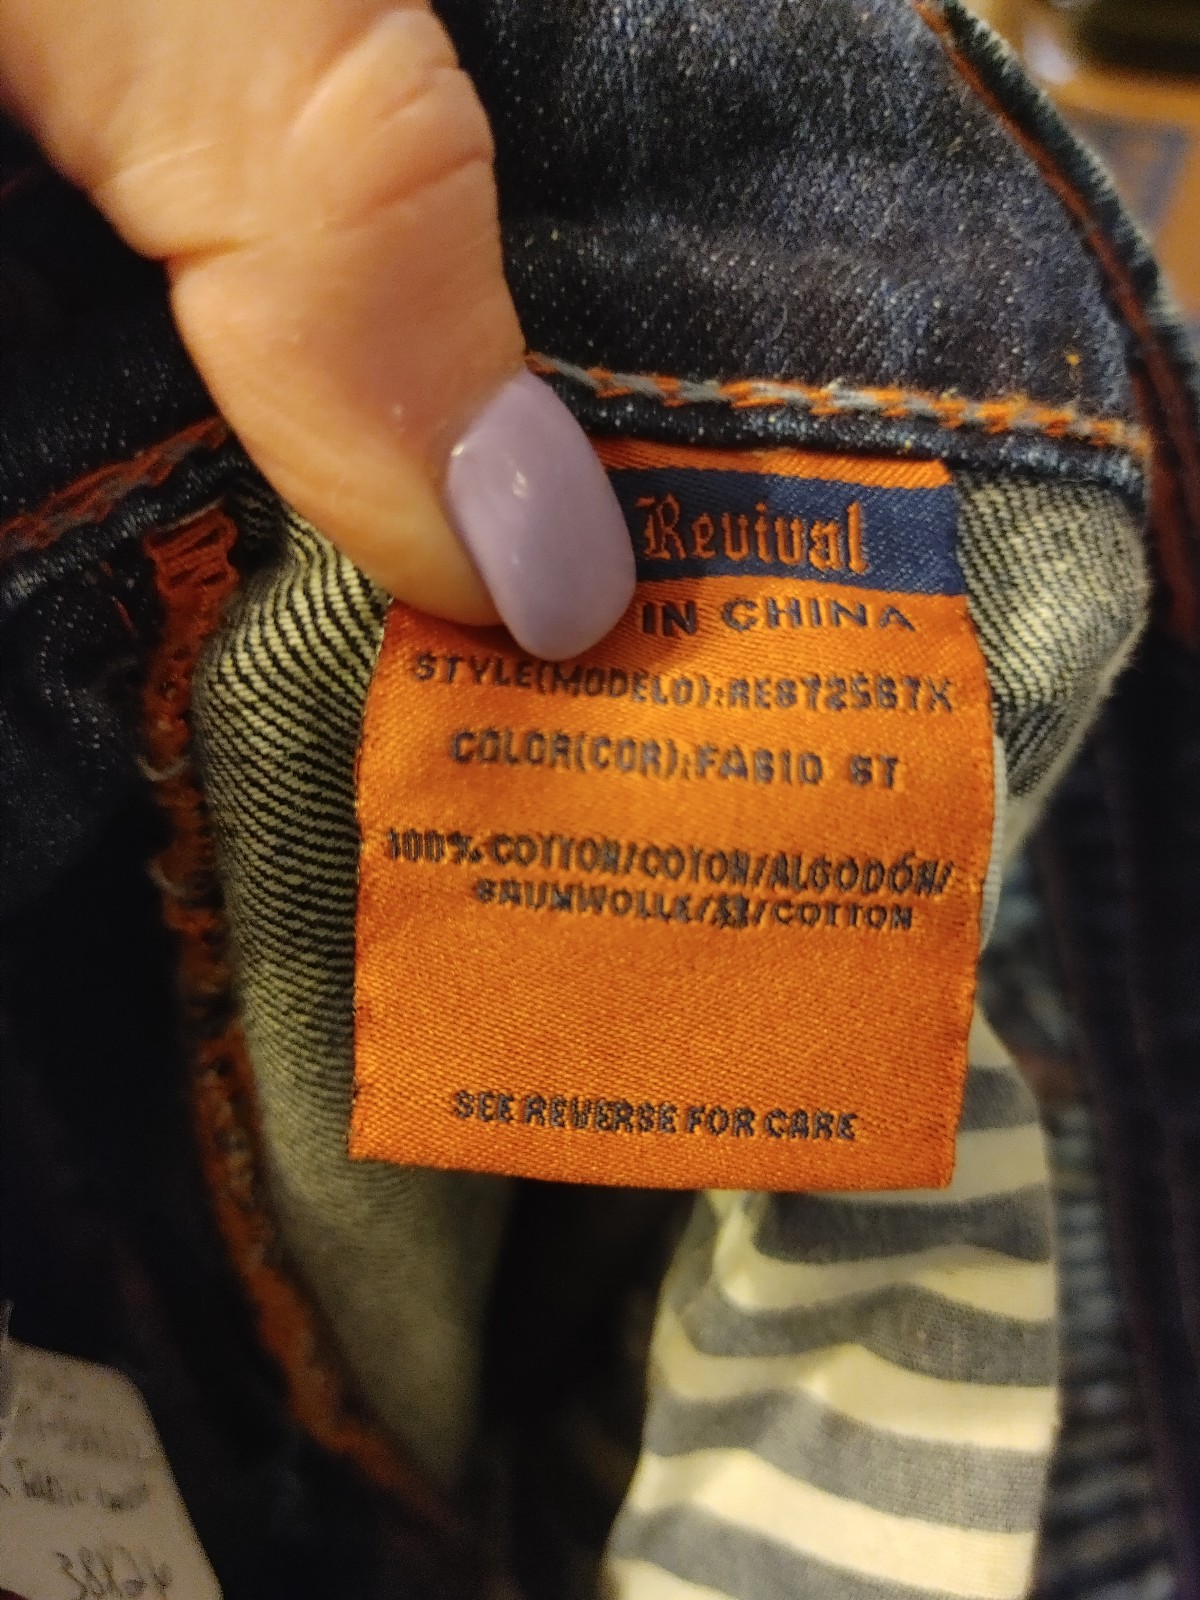 Revival
IN CHINA
STYLE(MODELO):RES725B7X
COLOR(COR):FABIO ST
100% COTTON/COTON/ALGODÓN/
BAUMWOLLE/棉/COTTON
SEE REVERSE FOR CARE